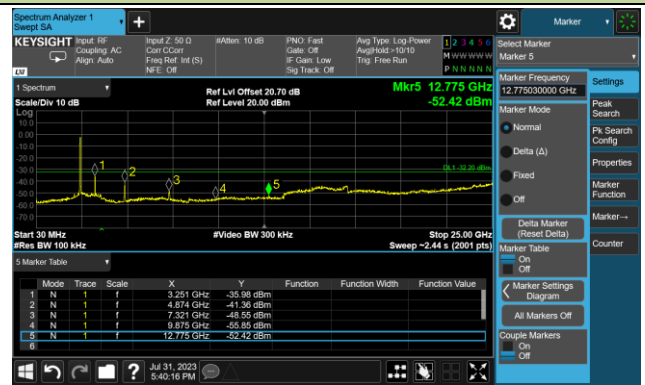 Spectrum Analyzer 1
Swept SA
Marker
KEYSIGHT
Input: RF
Coupling: AC
Align: Auto
Input Z: 50 Ω
Corr CCorr
Freq Ref: Int (S)
NFE: Off
#Atten: 10 dB
PNO: Fast
Gate: Off
IF Gain: Low
Sig Track: Off
Avg Type: Log-Power
Avg|Hold:>10/10
Trig: Free Run
1 2 3 4 5 6
M W W W W W
P N N N N N
LXI
Select Marker
Marker 5
1 Spectrum
Scale/Div 10 dB
Ref Lvl Offset 20.70 dB
Ref Level 20.00 dBm
Mkr5 12.775 GHz
-52.42 dBm
Log
10.0
0.00
-10.0
-20.0
-30.0
-40.0
-50.0
-60.0
-70.0
1
2
3
4
5
DL1 -32.20 dBm
Start 30 MHz
#Res BW 100 kHz
#Video BW 300 kHz
Stop 25.00 GHz
Sweep ~2.44 s (2001 pts)
5 Marker Table
Mode Trace Scale X Y Function Function Width Function Value
1 N 1 f 3.251 GHz -35.98 dBm
2 N 1 f 4.874 GHz -41.36 dBm
3 N 1 f 7.321 GHz -48.55 dBm
4 N 1 f 9.875 GHz -55.85 dBm
5 N 1 f 12.775 GHz -52.42 dBm
6
Marker Frequency
12.775030000 GHz
Marker Mode
Normal
Delta (Δ)
Fixed
Off
Delta Marker
(Reset Delta)
Marker Table
On
Off
Marker Settings
Diagram
All Markers Off
Couple Markers
On
Off
Settings
Peak
Search
Pk Search
Config
Properties
Marker
Function
Marker→
Counter
?
Jul 31, 2023
5:40:16 PM